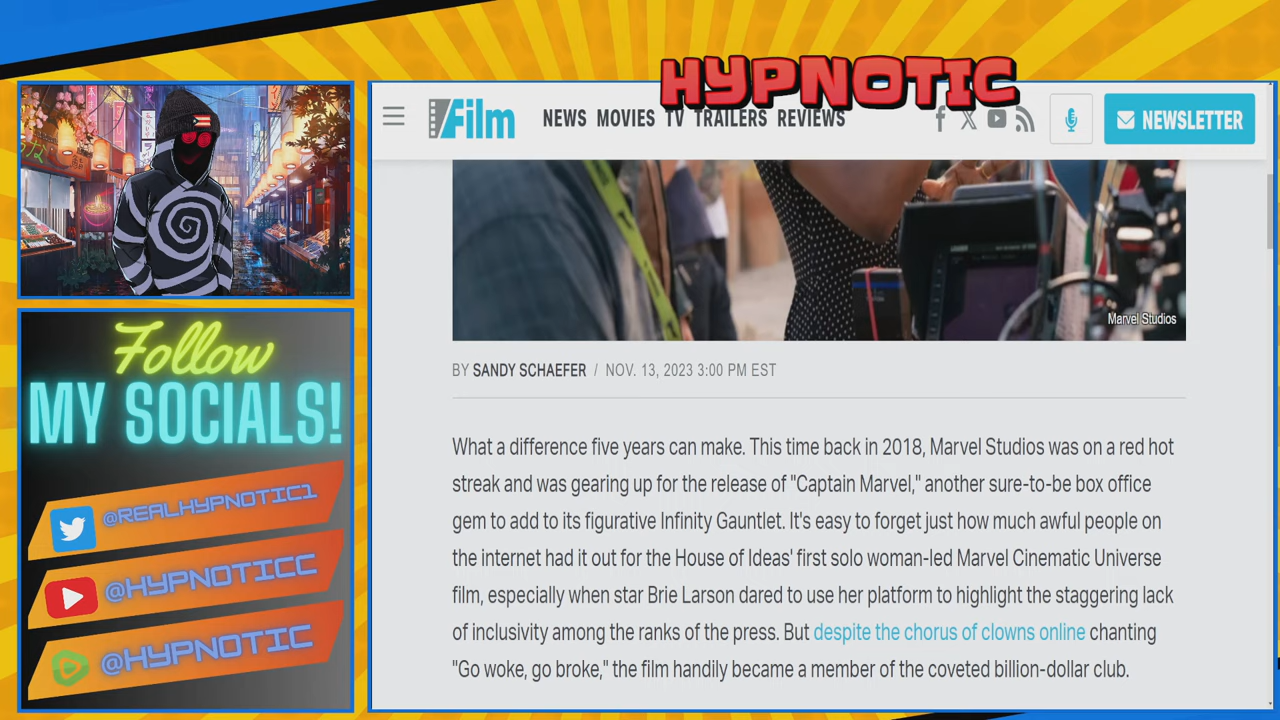 HYPNOTIC
/Film
NEWS MOVIES TV TRAILERS REVIEWS
NEWSLETTER
Marvel Studios
BY SANDY SCHAEFER / NOV. 13, 2023 3:00 PM EST
What a difference five years can make. This time back in 2018, Marvel Studios was on a red hot
streak and was gearing up for the release of "Captain Marvel," another sure-to-be box office
gem to add to its figurative Infinity Gauntlet. It's easy to forget just how much awful people on
the internet had it out for the House of Ideas' first solo woman-led Marvel Cinematic Universe
film, especially when star Brie Larson dared to use her platform to highlight the staggering lack
of inclusivity among the ranks of the press. But despite the chorus of clowns online chanting
"Go woke, go broke," the film handily became a member of the coveted billion-dollar club.
Follow
MY SOCIALS!
@REALHYPNOTIC1
@HYPNOTICC
@HYPNOTIC